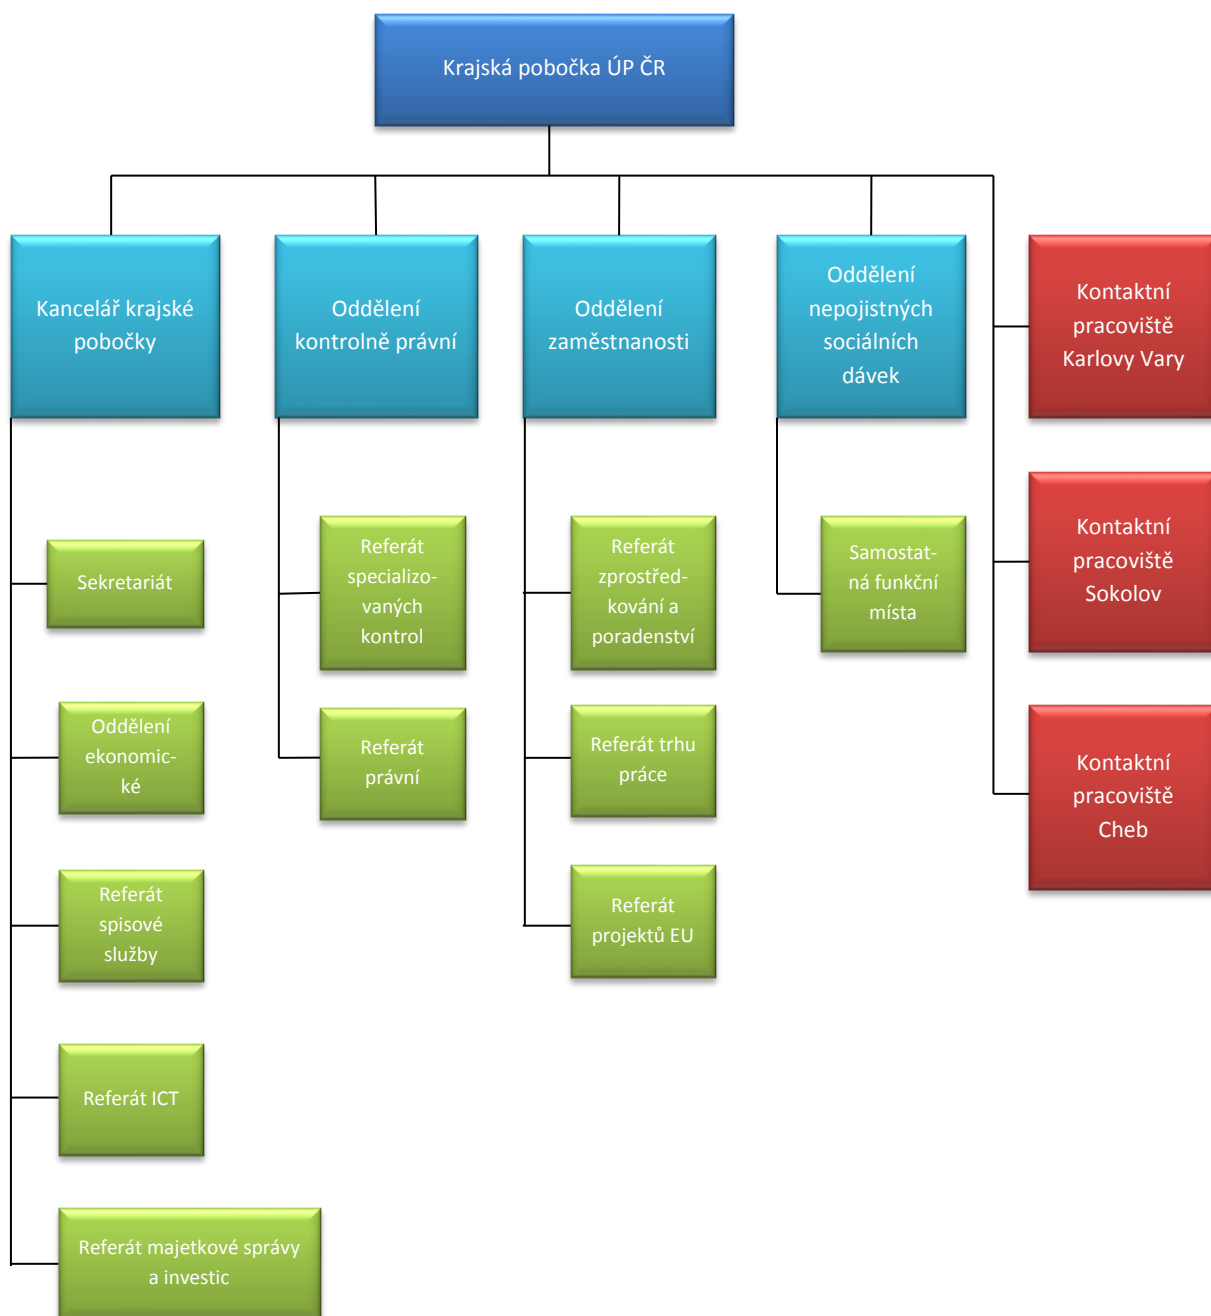 Krajská pobočka ÚP ČR
Kancelář krajské
pobočky
Oddělení
kontrolně právní
Oddělení
zaměstnanosti
Oddělení
nepojistných
sociálních
dávek
Kontaktní
pracoviště
Karlovy Vary
Sekretariát
Oddělení
ekonomic-
ké
Referát
spisové
služby
Referát ICT
Referát majetkové správy
a investic
Referát
specializo-
vaných
kontrol
Referát
právní
Referát
zprostřed-
kování a
poradenství
Referát trhu
práce
Referát
projektů EU
Samostat-
ná funkční
místa
Kontaktní
pracoviště
Sokolov
Kontaktní
pracoviště
Cheb